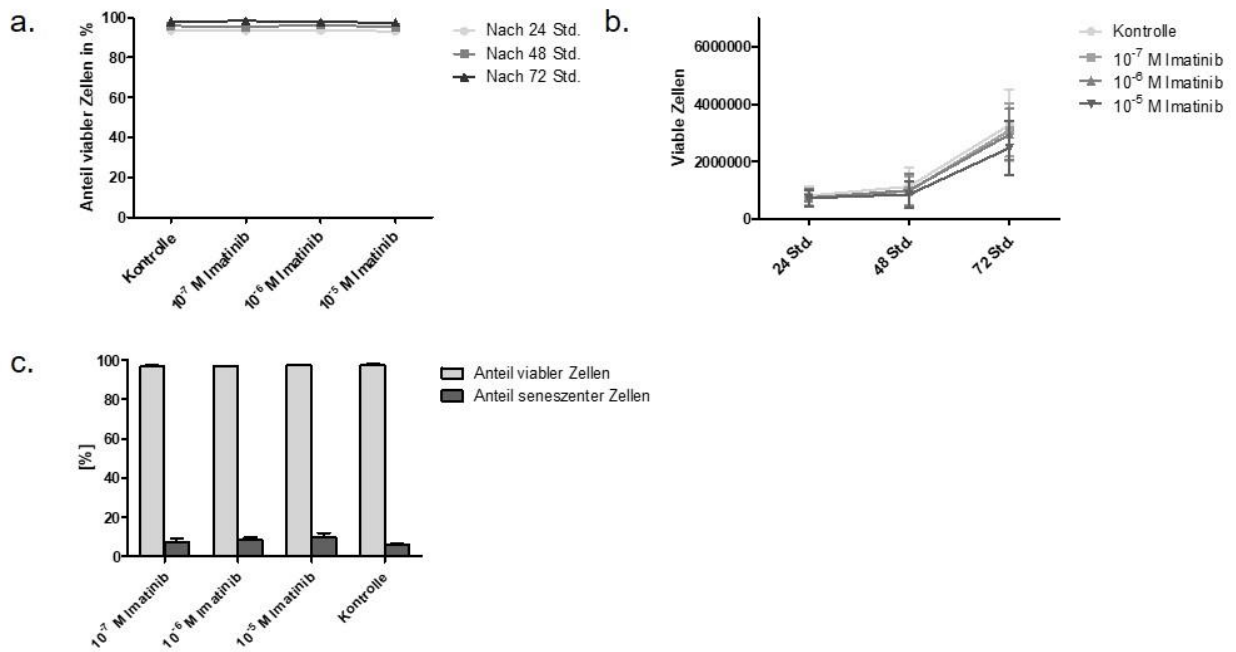 a.
Anteil viabler Zellen in %
100
80
60
40
20
0
Kontrolle
10⁻⁷ M Imatinib
10⁻⁶ M Imatinib
10⁻⁵ M Imatinib
Nach 24 Std.
Nach 48 Std.
Nach 72 Std.
b.
Viable Zellen
6000000
4000000
2000000
0
24 Std.
48 Std.
72 Std.
Kontrolle
10⁻⁷ M Imatinib
10⁻⁶ M Imatinib
10⁻⁵ M Imatinib
c.
[%]
100
80
60
40
20
0
10⁻⁷ M Imatinib
10⁻⁶ M Imatinib
10⁻⁵ M Imatinib
Kontrolle
Anteil viabler Zellen
Anteil seneszenter Zellen